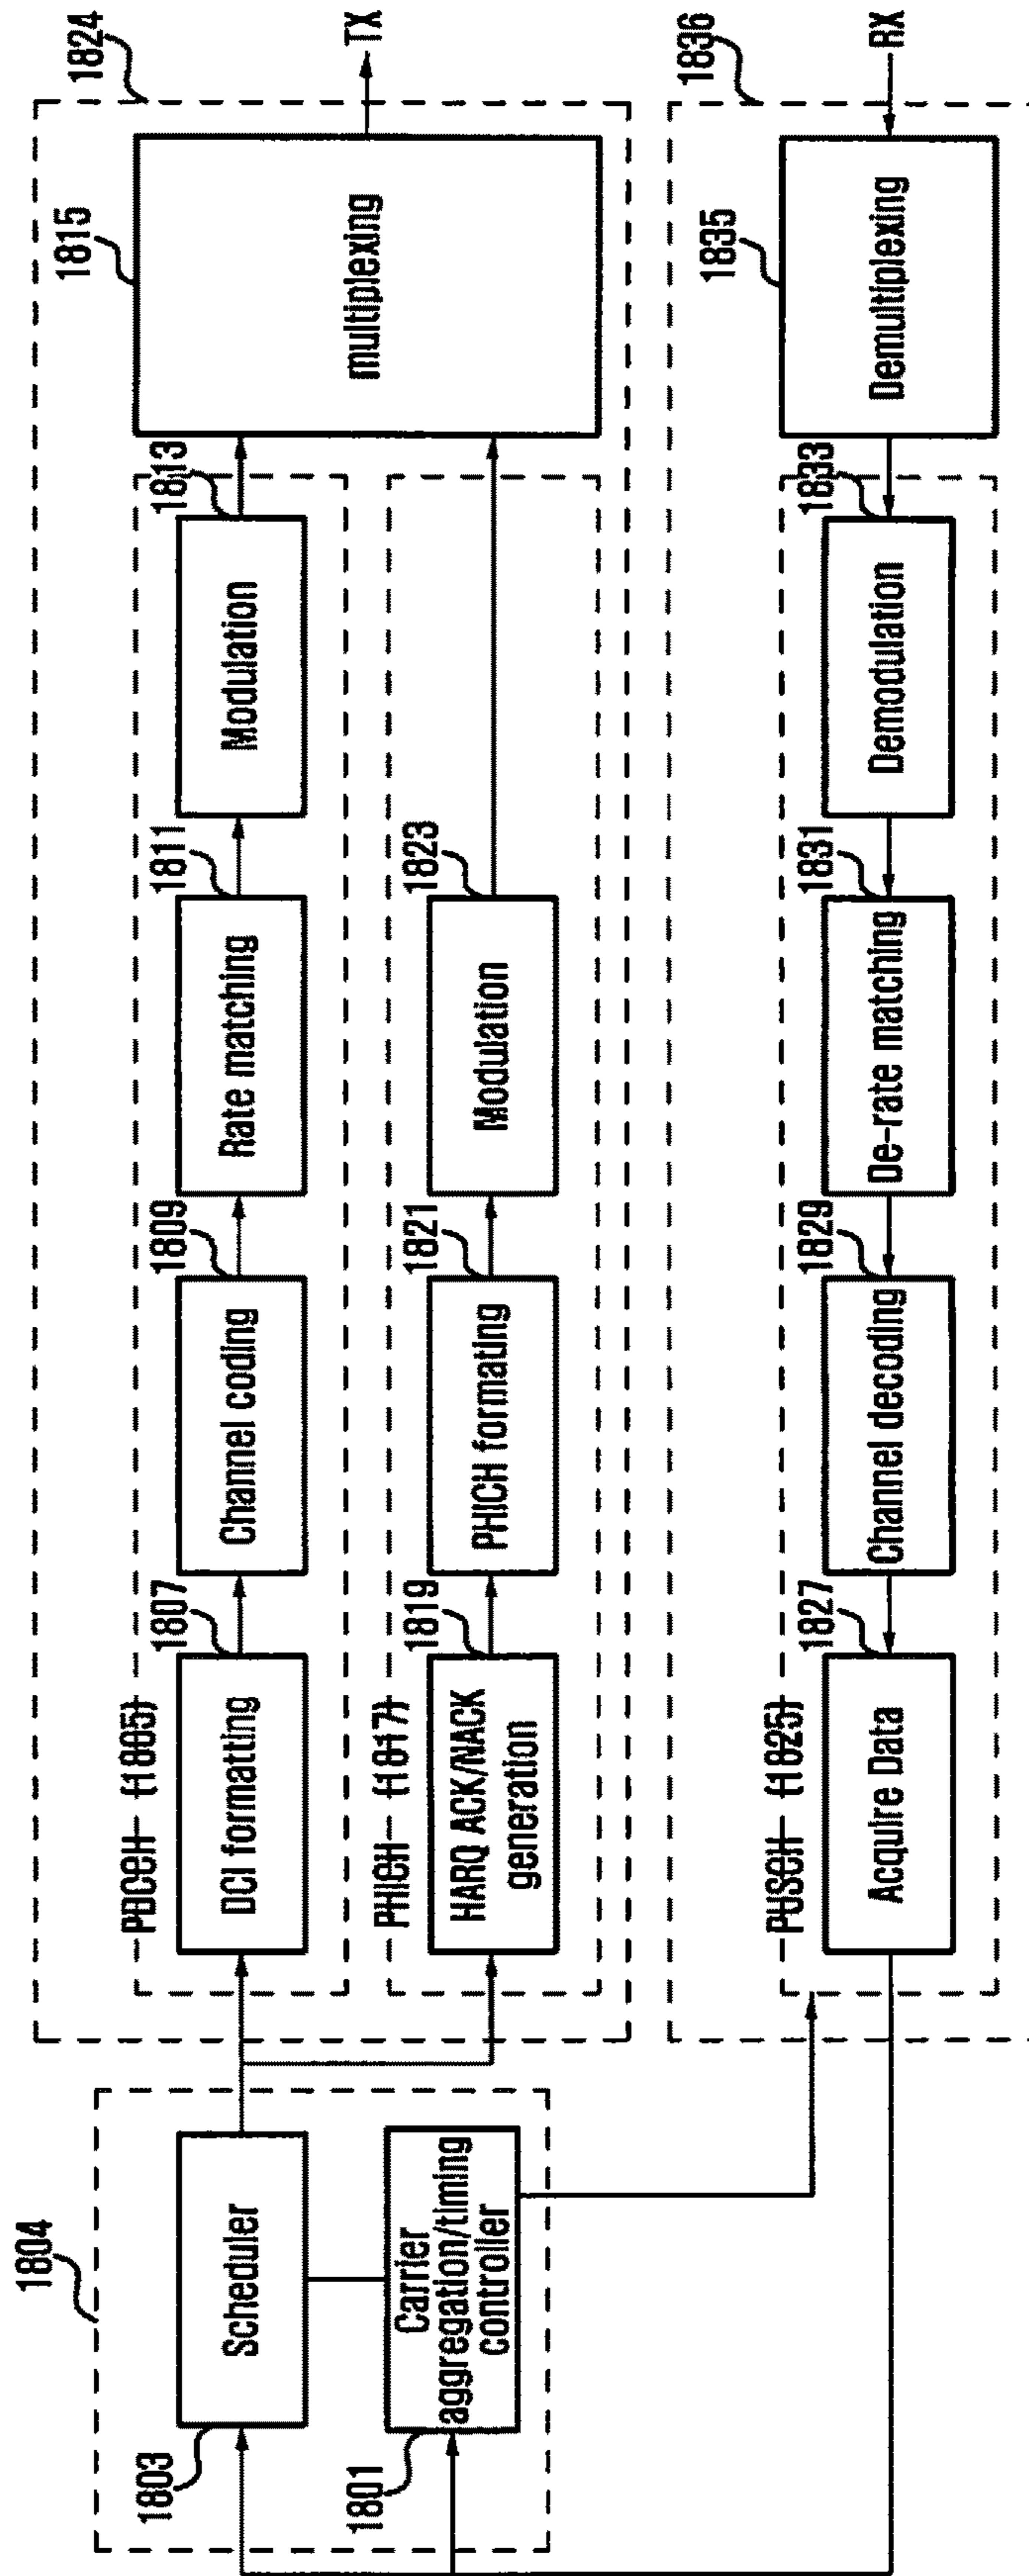 1804
1803
Scheduler
1801
Carrier
aggregation/timing
controller
1824
PDCCH (1805)
1807
DCI formatting
1809
Channel coding
1811
Rate matching
1813
Modulation
1815
multiplexing
TX
PHICH (1817)
1819
HARQ ACK/NACK
generation
1821
PHICH formating
1823
Modulation
1836
PUSCH (1825)
1827
Acquire Data
1829
Channel decoding
1831
De-rate matching
1833
Demodulation
1835
Demultiplexing
RX